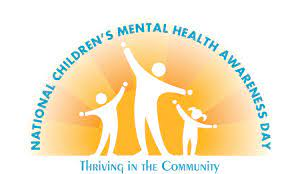 NATIONAL CHILDREN'S MENTAL HEALTH AWARENESS DAY
THRIVING IN THE COMMUNITY